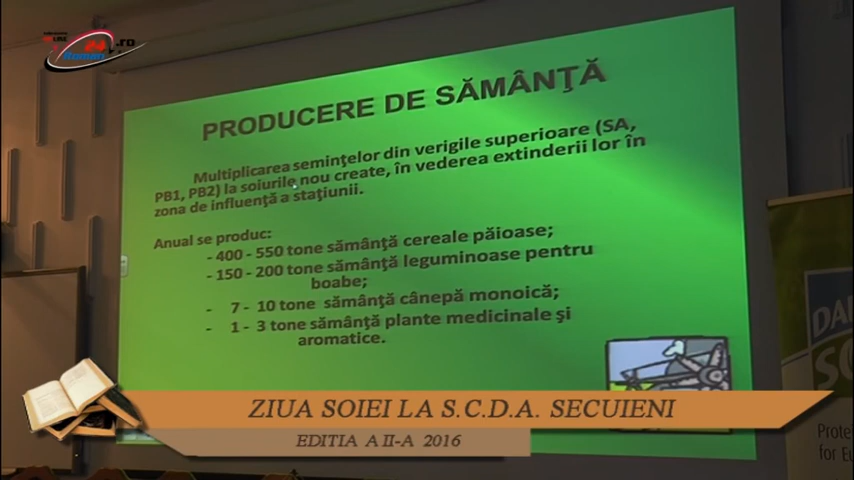 24.ro
PRODUCERE DE SĂMÂNŢĂ
Multiplicarea seminţelor din verigile superioare (SA,
PB1, PB2) la soiurile nou create, în vederea extinderii lor în
zona de influenţă a staţiunii.
Anual se produc:
- 400 - 550 tone sămânţă cereale păioase;
- 150 - 200 tone sămânţă leguminoase pentru
boabe;
- 7 - 10 tone sămânţă cânepă monoică;
- 1 - 3 tone sămânţă plante medicinale şi
aromatice.
ZIUA SOIEI LA S.C.D.A. SECUIENI
EDITIA A II-A 2016
for